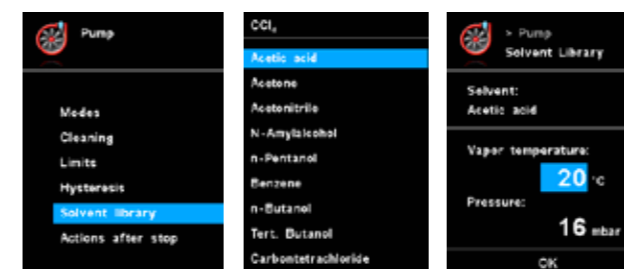 Pump
Modes
Cleaning
Limits
Hysteresis
Solvent library
Actions after stop
CCl₄
Acetic acid
Acetone
Acetonitrile
N-Amylalcohol
n-Pentanol
Benzene
n-Butanol
Tert. Butanol
Carbontetrachloride
> Pump
Solvent Library
Solvent:
Acetic acid
Vapor temperature:
20 °C
Pressure:
16 mbar
OK